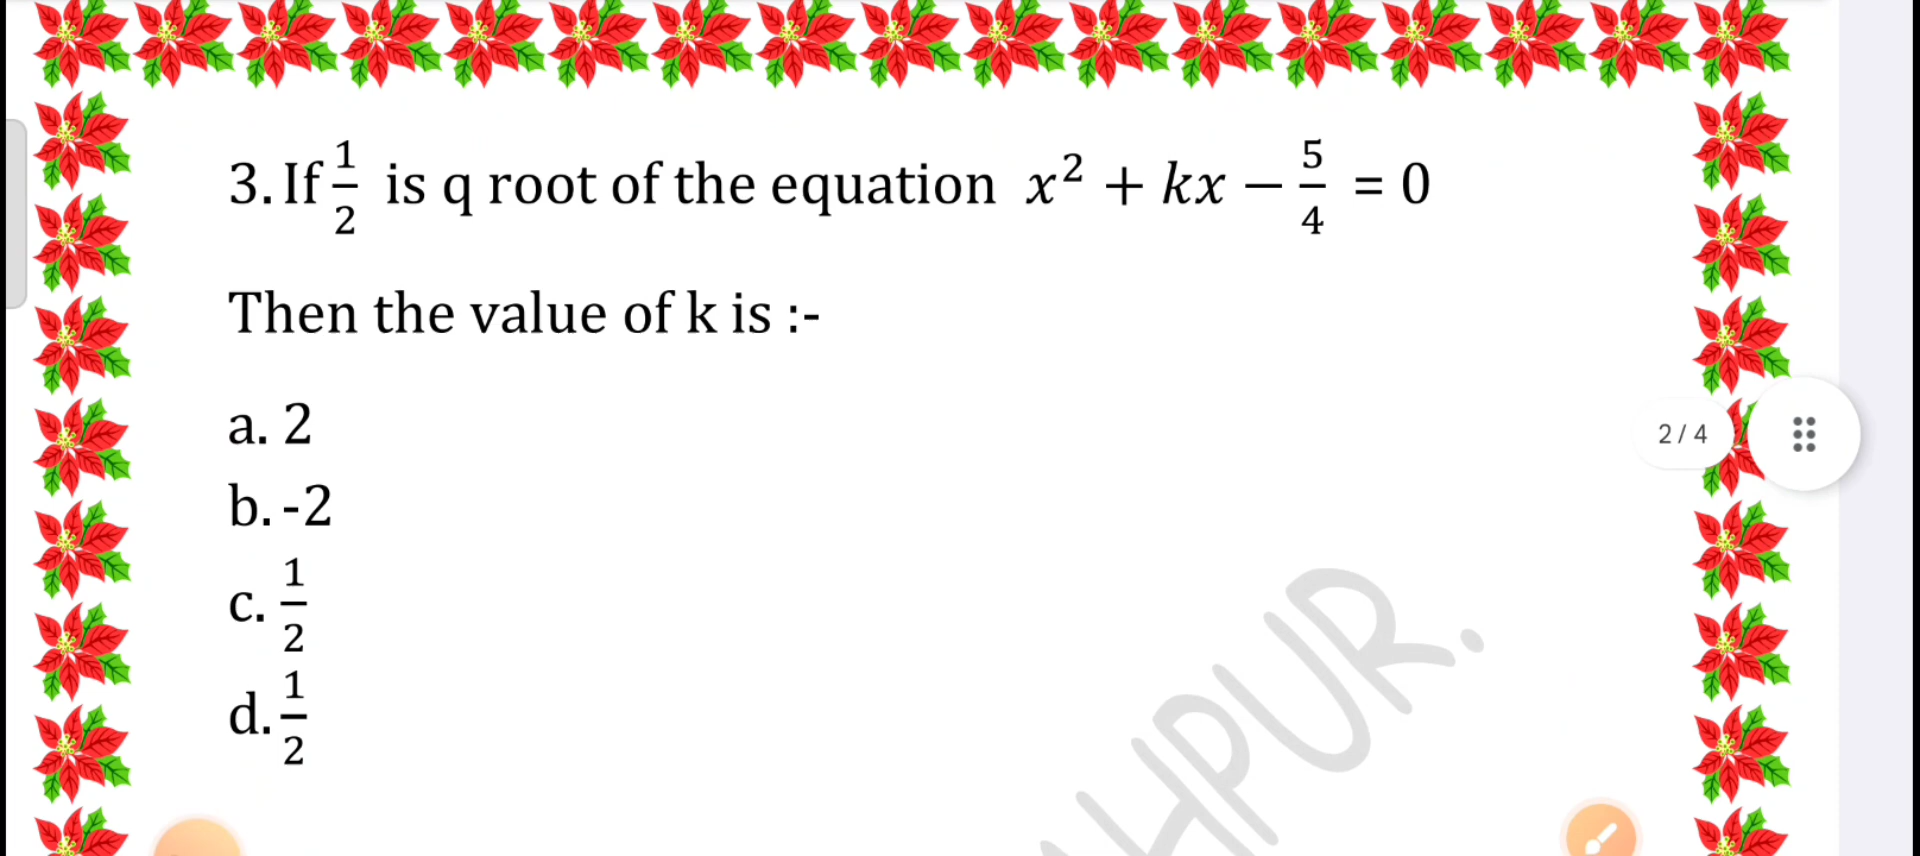 3. If 1/2 is q root of the equation x² + kx − 5/4 = 0
Then the value of k is :-
a. 2
b. -2
c. 1/2
d. 1/2
2 / 4